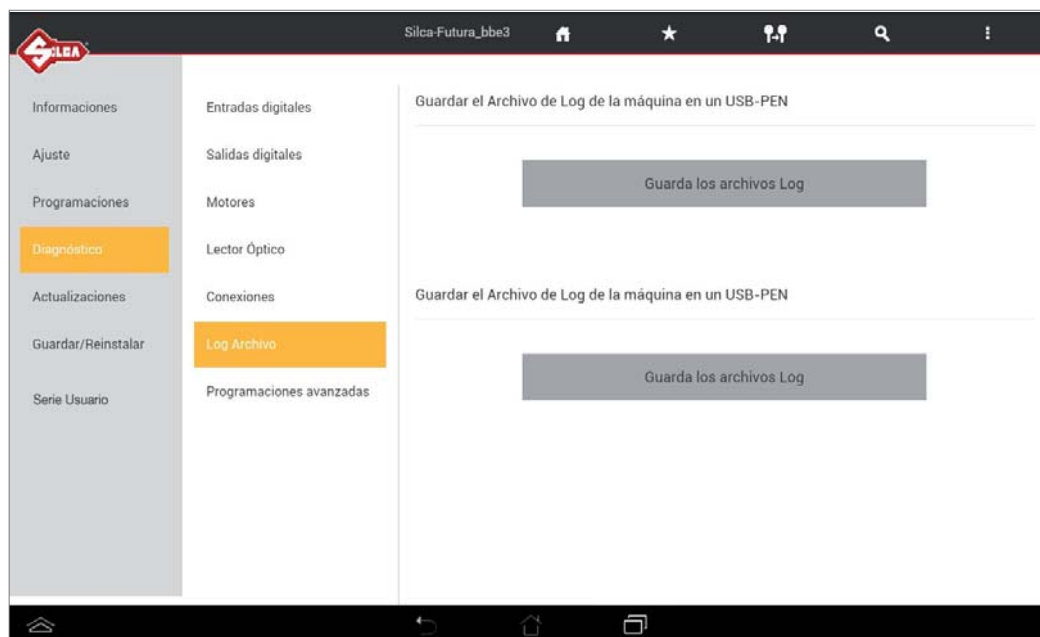 SILCA
Silca-Futura_bbe3
Informaciones
Ajuste
Programaciones
Diagnóstico
Actualizaciones
Guardar/Reinstalar
Serie Usuario
Entradas digitales
Salidas digitales
Motores
Lector Óptico
Conexiones
Log Archivo
Programaciones avanzadas
Guardar el Archivo de Log de la máquina en un USB-PEN
Guarda los archivos Log
Guardar el Archivo de Log de la máquina en un USB-PEN
Guarda los archivos Log